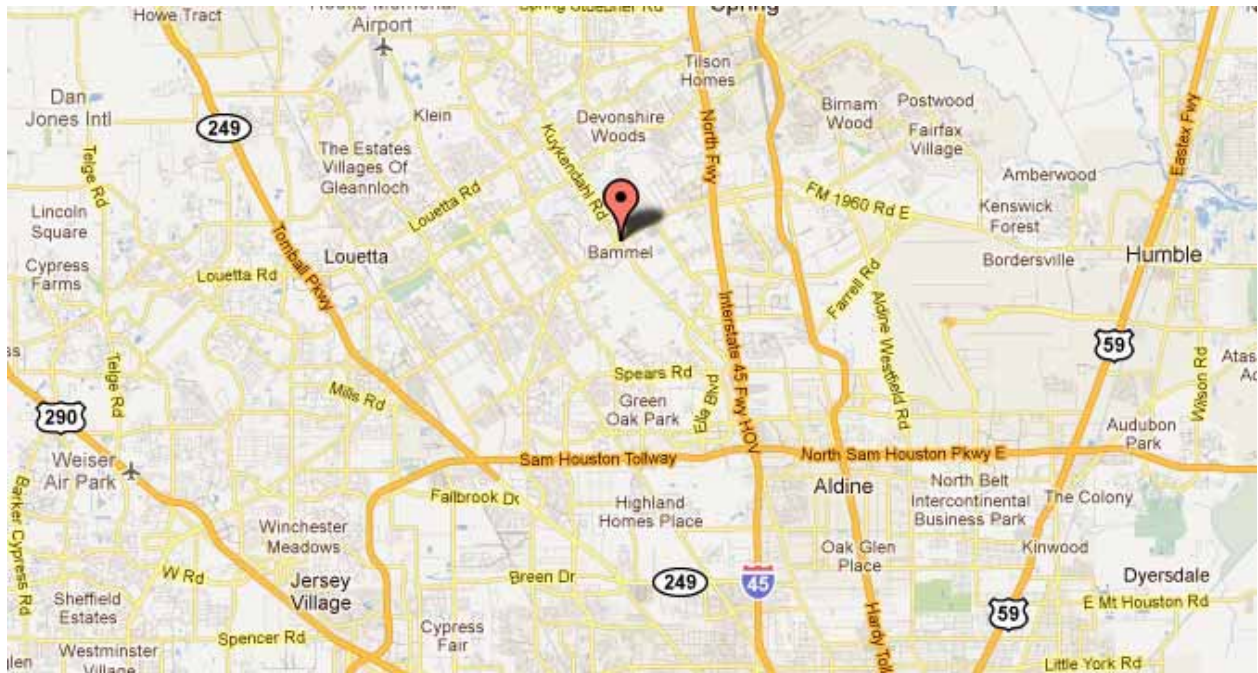 Howe Tract
Hooks Memorial
Airport
Spring Stuebner Rd
Spring
Tilson
Homes
Dan
Jones Intl
249
Klein
Devonshire
Woods
Birnam
Wood
Postwood
Fairfax
Village
Eastex Fwy
North Fwy
Kuykendahl Rd
The Estates
Villages Of
Gleannloch
Telge Rd
Louetta Rd
FM 1960 Rd E
Amberwood
Kenswick
Forest
Lincoln
Square
Cypress
Farms
Louetta Rd
Tomball Pkwy
Louetta
Bammel
Bordersville
Humble
Farrell Rd
Aldine Westfield Rd
Interstate 45 Fwy HOV
59
Telge Rd
290
Mills Rd
Spears Rd
Green
Oak Park
Ella Blvd
Wilson Rd
Audubon
Park
Weiser
Air Park
Sam Houston Tollway
North Sam Houston Pkwy E
Fallbrook Dr
Highland
Homes Place
Aldine
North Belt
Intercontinental
Business Park
The Colony
Barker Cypress Rd
Winchester
Meadows
Oak Glen
Place
Kinwood
W Rd
Jersey
Village
Breen Dr
249
45
Dyersdale
59
E Mt Houston Rd
Sheffield
Estates
Spencer Rd
Cypress
Fair
Hardy Toll
Westminster
Village
Little York Rd